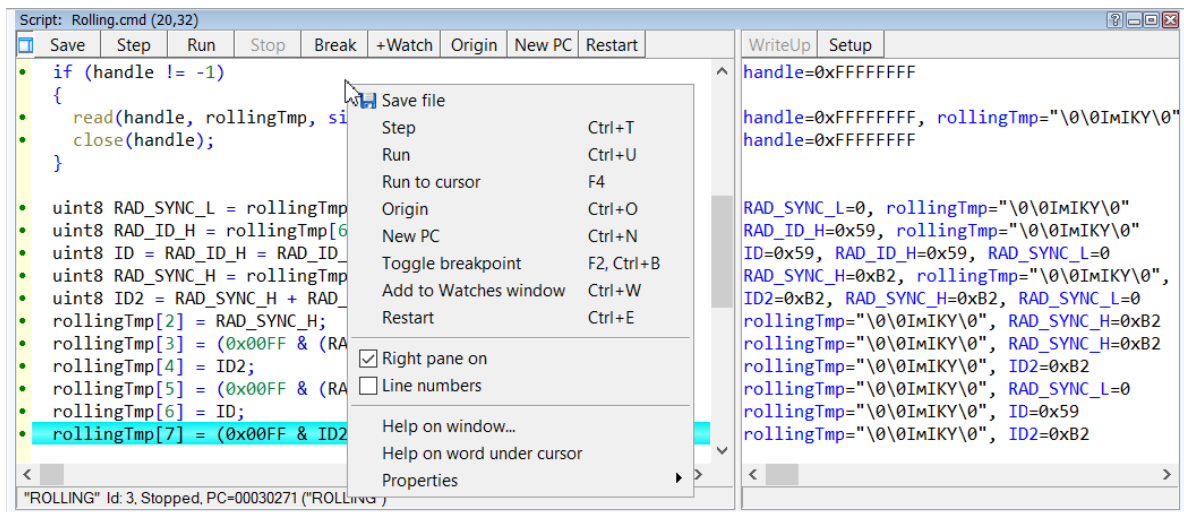 Script: Rolling.cmd (20,32)
Save Step Run Stop Break +Watch Origin New PC Restart WriteUp Setup
if (handle != -1)
{
read(handle, rollingTmp, si
close(handle);
}
uint8 RAD_SYNC_L = rollingTmp
uint8 RAD_ID_H = rollingTmp[6
uint8 ID = RAD_ID_H = RAD_ID_
uint8 RAD_SYNC_H = rollingTmp
uint8 ID2 = RAD_SYNC_H + RAD_
rollingTmp[2] = RAD_SYNC_H;
rollingTmp[3] = (0x00FF & (RA
rollingTmp[4] = ID2;
rollingTmp[5] = (0x00FF & (RA
rollingTmp[6] = ID;
rollingTmp[7] = (0x00FF & ID2
Save file
Step Ctrl+T
Run Ctrl+U
Run to cursor F4
Origin Ctrl+O
New PC Ctrl+N
Toggle breakpoint F2, Ctrl+B
Add to Watches window Ctrl+W
Restart Ctrl+E
Right pane on
Line numbers
Help on window...
Help on word under cursor
Properties
handle=0xFFFFFFFF
handle=0xFFFFFFFF, rollingTmp="\0\0IмIKY\0"
handle=0xFFFFFFFF
RAD_SYNC_L=0, rollingTmp="\0\0IмIKY\0"
RAD_ID_H=0x59, rollingTmp="\0\0IмIKY\0"
ID=0x59, RAD_ID_H=0x59, RAD_SYNC_L=0
RAD_SYNC_H=0xB2, rollingTmp="\0\0IмIKY\0",
ID2=0xB2, RAD_SYNC_H=0xB2, RAD_SYNC_L=0
rollingTmp="\0\0IмIKY\0", RAD_SYNC_H=0xB2
rollingTmp="\0\0IмIKY\0", RAD_SYNC_H=0xB2
rollingTmp="\0\0IмIKY\0", ID2=0xB2
rollingTmp="\0\0IмIKY\0", RAD_SYNC_L=0
rollingTmp="\0\0IмIKY\0", ID=0x59
rollingTmp="\0\0IмIKY\0", ID2=0xB2
"ROLLING" Id: 3, Stopped, PC=00030271 ("ROLLING")